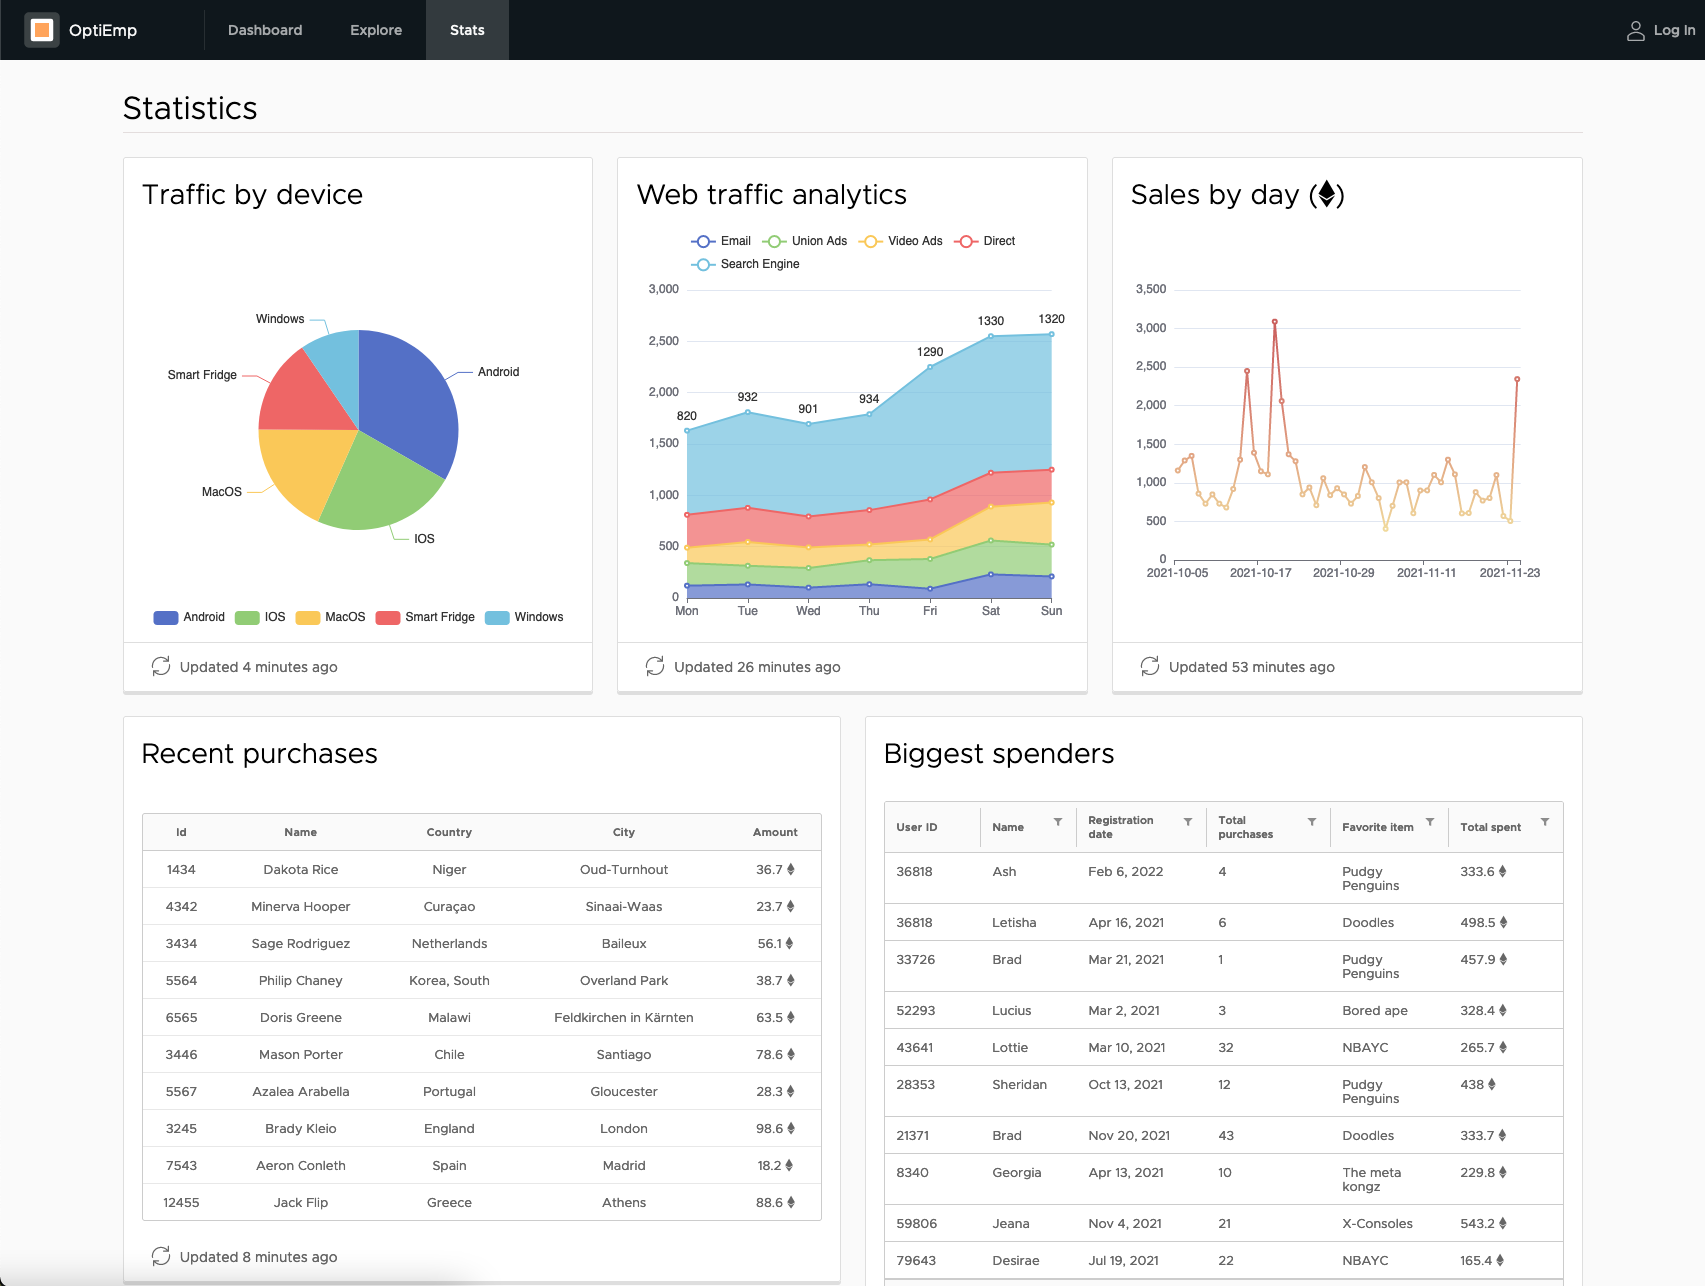 OptiEmp
Dashboard
Explore
Stats
Log In
Statistics
Traffic by device
Windows
Smart Fridge
Android
MacOS
IOS
Android IOS MacOS Smart Fridge Windows
Updated 4 minutes ago
Web traffic analytics
Email Union Ads Video Ads Direct
Search Engine
3,000
2,500
2,000
1,500
1,000
500
0
820
932
901
934
1290
1330
1320
Mon Tue Wed Thu Fri Sat Sun
Updated 26 minutes ago
Sales by day (♦)
3,500
3,000
2,500
2,000
1,500
1,000
500
0
2021-10-05 2021-10-17 2021-10-29 2021-11-11 2021-11-23
Updated 53 minutes ago
Recent purchases
Id Name Country City Amount
1434 Dakota Rice Niger Oud-Turnhout 36.7
4342 Minerva Hooper Curaçao Sinaai-Waas 23.7
3434 Sage Rodriguez Netherlands Baileux 56.1
5564 Philip Chaney Korea, South Overland Park 38.7
6565 Doris Greene Malawi Feldkirchen in Kärnten 63.5
3446 Mason Porter Chile Santiago 78.6
5567 Azalea Arabella Portugal Gloucester 28.3
3245 Brady Kleio England London 98.6
7543 Aeron Conleth Spain Madrid 18.2
12455 Jack Flip Greece Athens 88.6
Updated 8 minutes ago
Biggest spenders
User ID Name Registration date Total purchases Favorite item Total spent
36818 Ash Feb 6, 2022 4 Pudgy Penguins 333.6
36818 Letisha Apr 16, 2021 6 Doodles 498.5
33726 Brad Mar 21, 2021 1 Pudgy Penguins 457.9
52293 Lucius Mar 2, 2021 3 Bored ape 328.4
43641 Lottie Mar 10, 2021 32 NBAYC 265.7
28353 Sheridan Oct 13, 2021 12 Pudgy Penguins 438
21371 Brad Nov 20, 2021 43 Doodles 333.7
8340 Georgia Apr 13, 2021 10 The meta kongz 229.8
59806 Jeana Nov 4, 2021 21 X-Consoles 543.2
79643 Desirae Jul 19, 2021 22 NBAYC 165.4